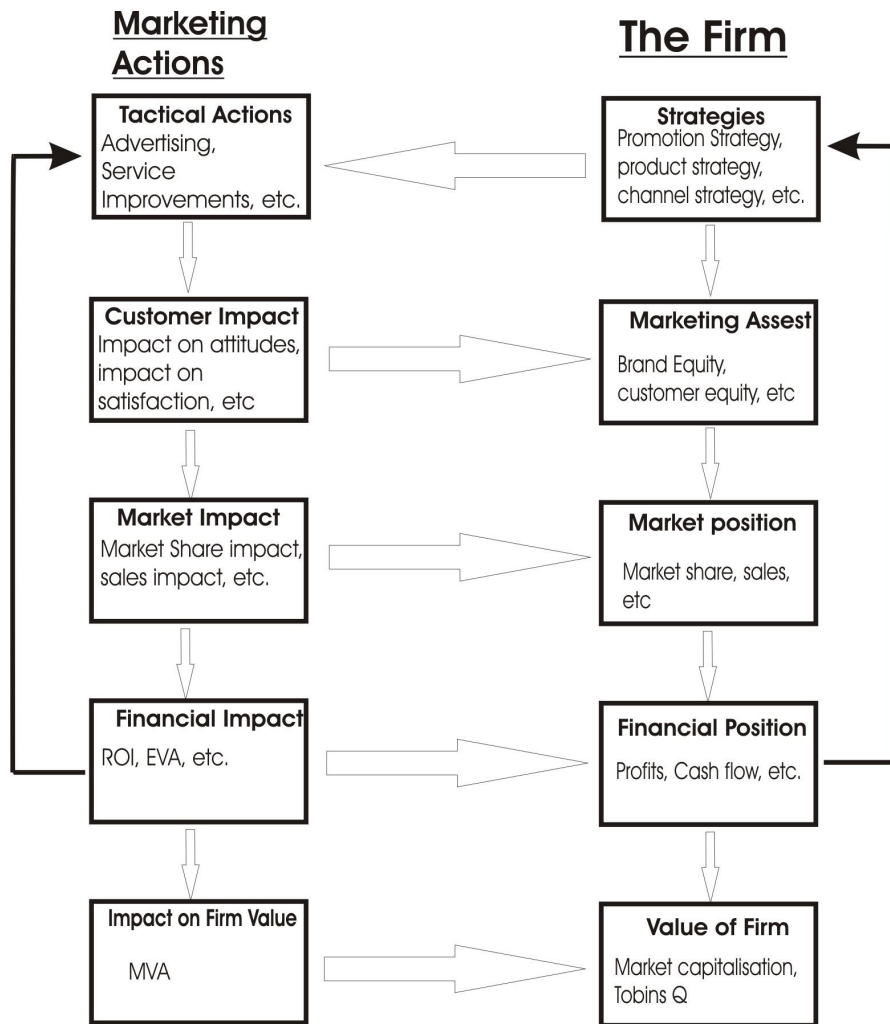 Marketing
Actions
The Firm
Tactical Actions
Advertising,
Service
Improvements, etc.
Strategies
Promotion Strategy,
product strategy,
channel strategy, etc.
Customer Impact
Impact on attitudes,
impact on
satisfaction, etc
Marketing Assest
Brand Equity,
customer equity, etc
Market Impact
Market Share impact,
sales impact, etc.
Market position
Market share, sales,
etc
Financial Impact
ROI, EVA, etc.
Financial Position
Profits, Cash flow, etc.
Impact on Firm Value
MVA
Value of Firm
Market capitalisation,
Tobins Q